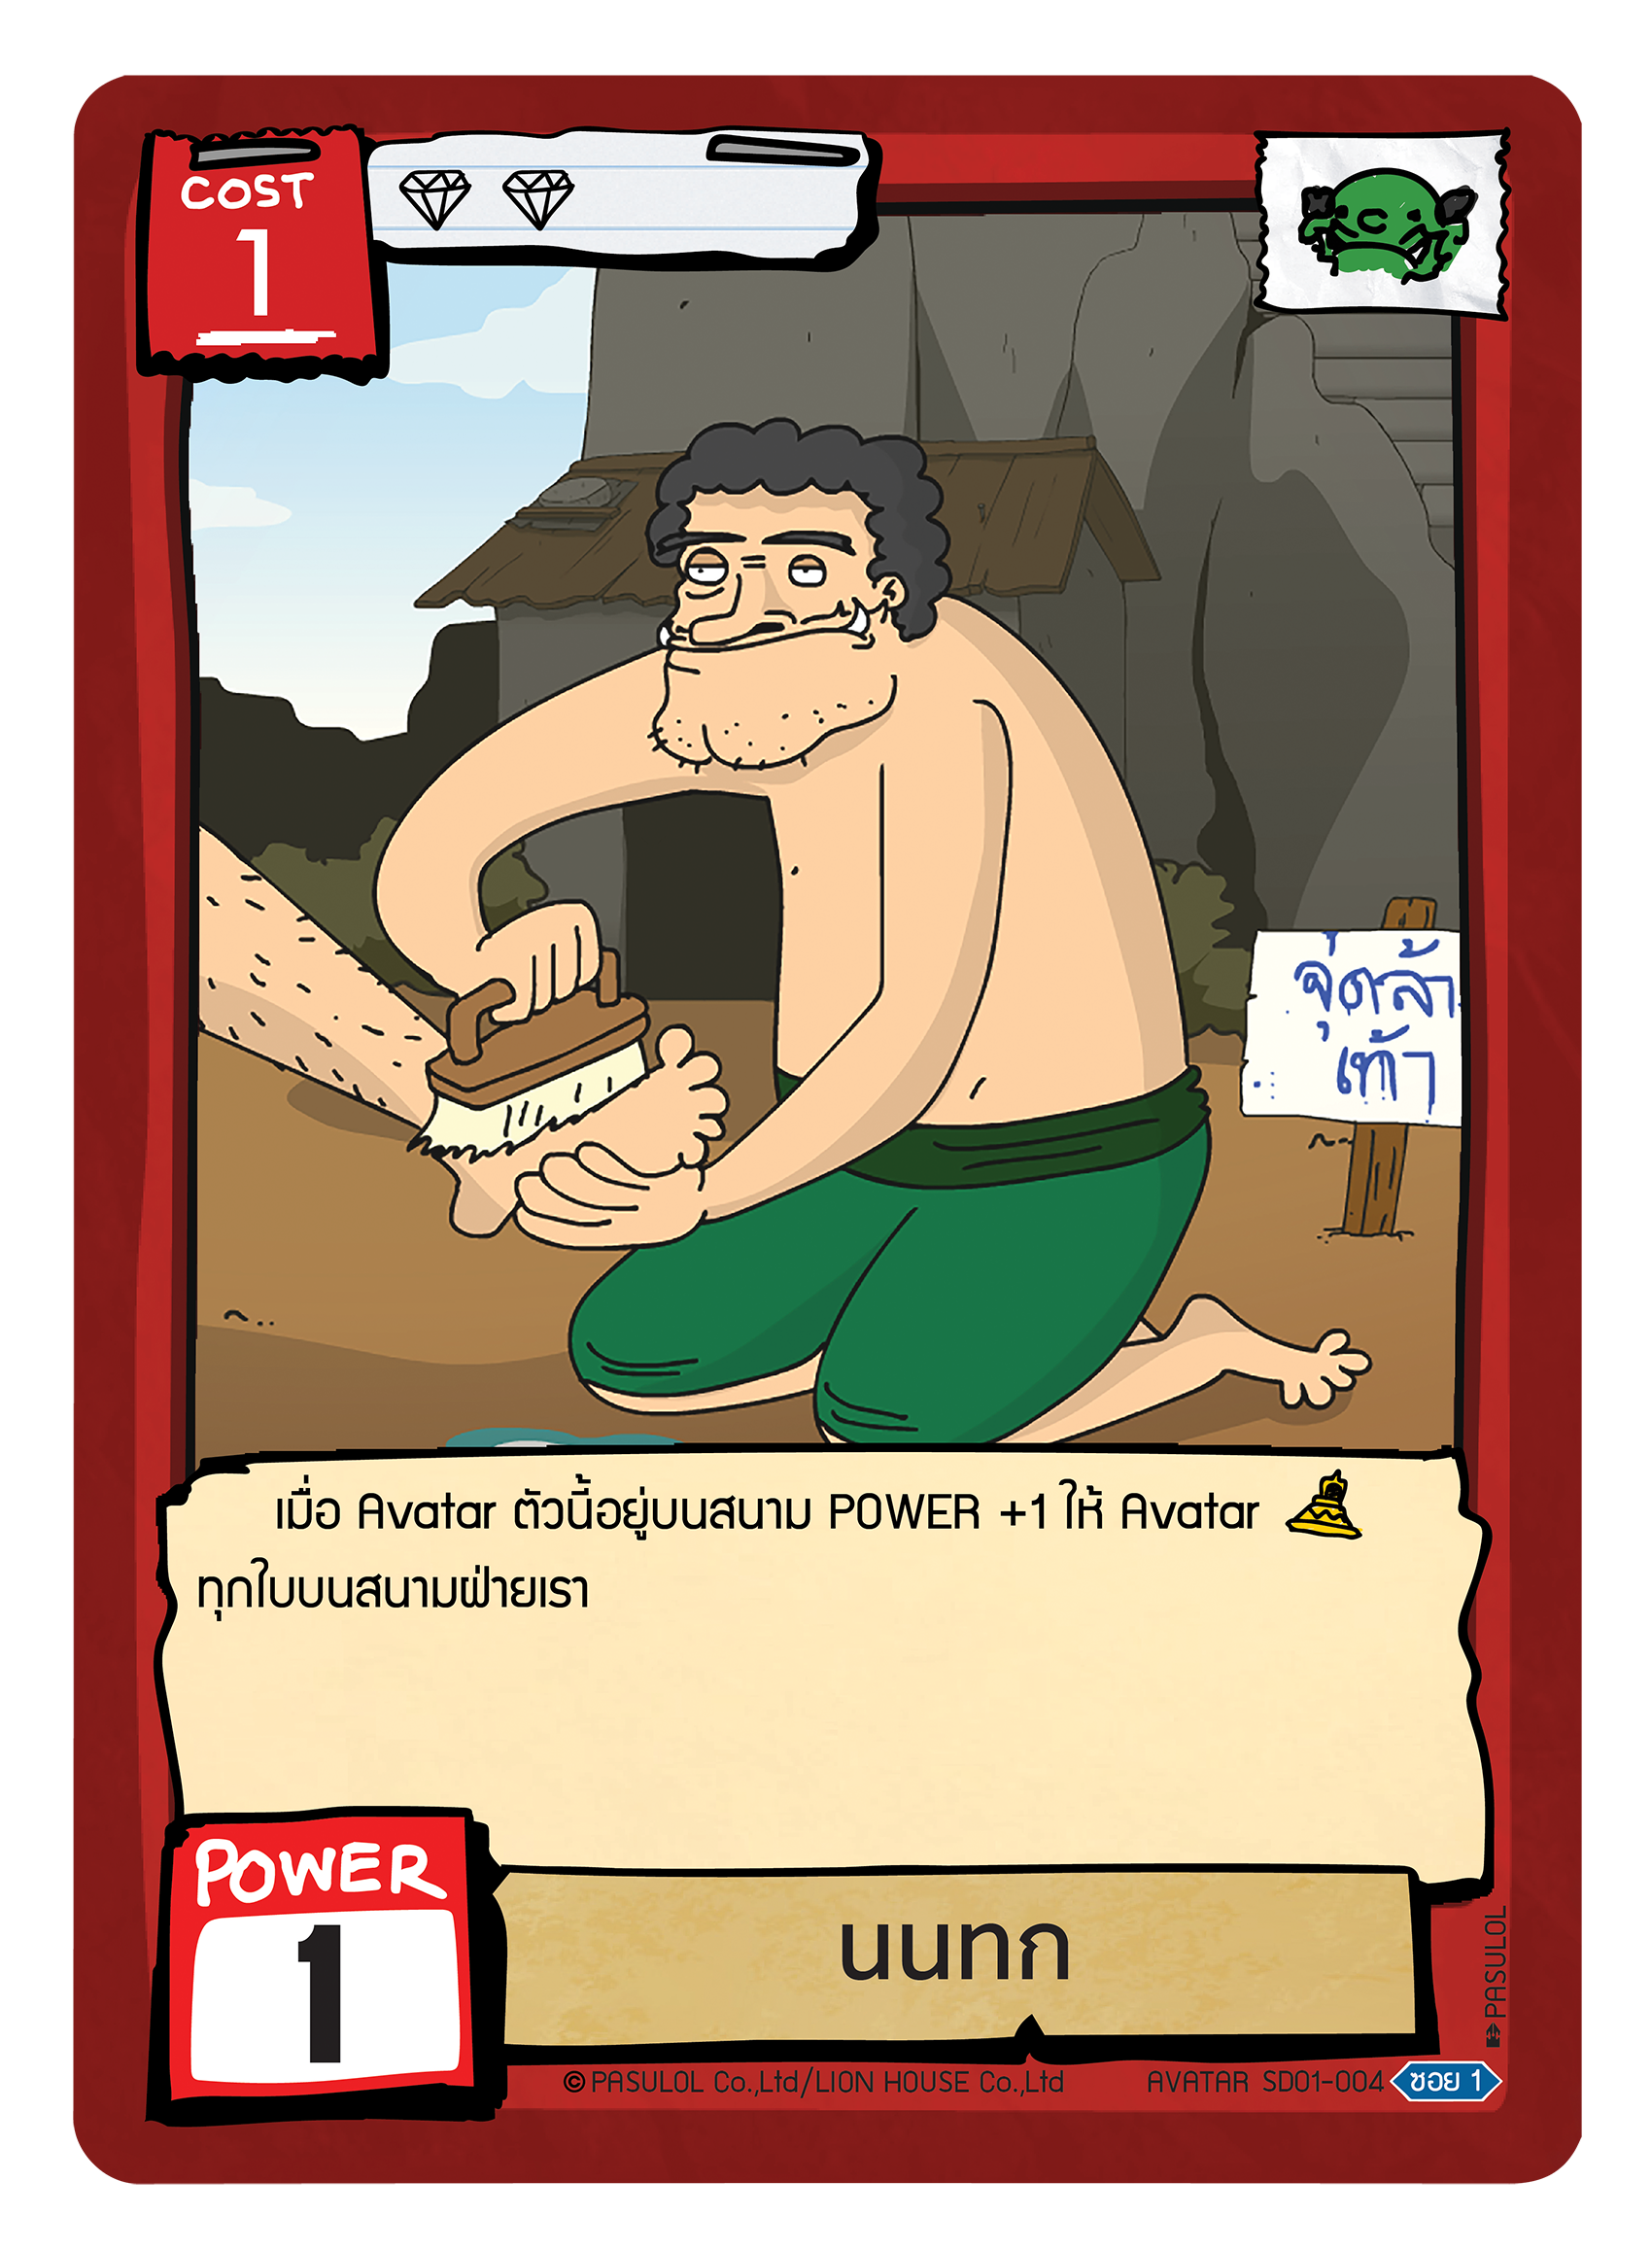 COST
1
จุดล้า
เท้า
เมื่อ Avatar ตัวนี้อยู่บนสนาม POWER +1 ให้ Avatar
ทุกใบบนสนามฝ่ายเรา
POWER
1
นนทก
PASULOL
© PASULOL Co.,Ltd/LION HOUSE Co.,Ltd
AVATAR SD01-004 ซอย 1